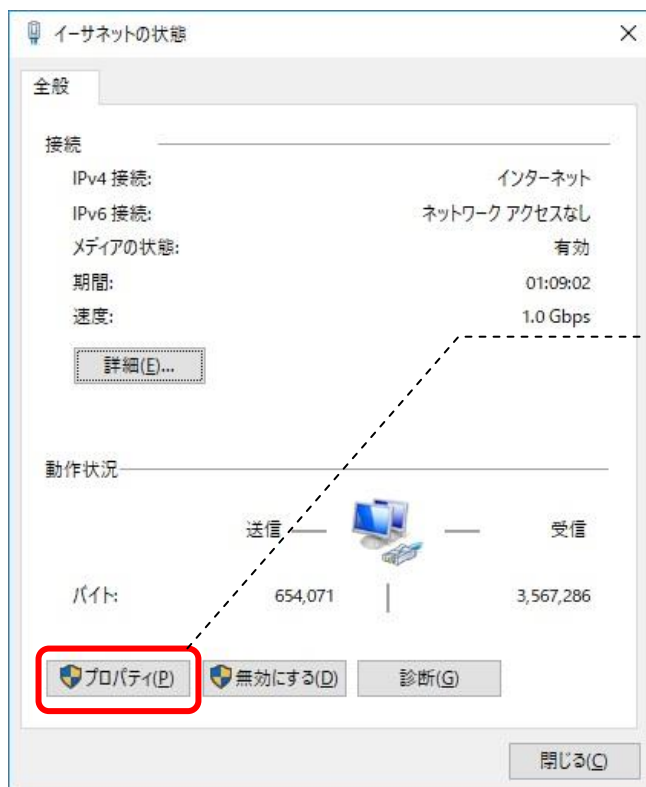 イーサネットの状態
全般
接続
IPv4 接続: インターネット
IPv6 接続: ネットワーク アクセスなし
メディアの状態: 有効
期間: 01:09:02
速度: 1.0 Gbps
詳細(E)...
動作状況
送信 受信
バイト: 654,071 3,567,286
プロパティ(P) 無効にする(D) 診断(G)
閉じる(C)